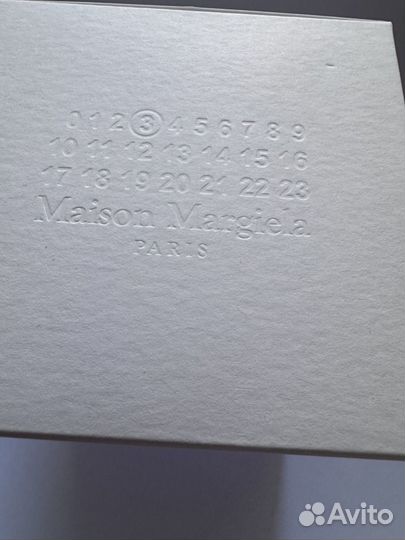 0 1 2 3 4 5 6 7 8 9
10 11 12 13 14 15 16
17 18 19 20 21 22 23
Maison Margiela
PARIS
Avito